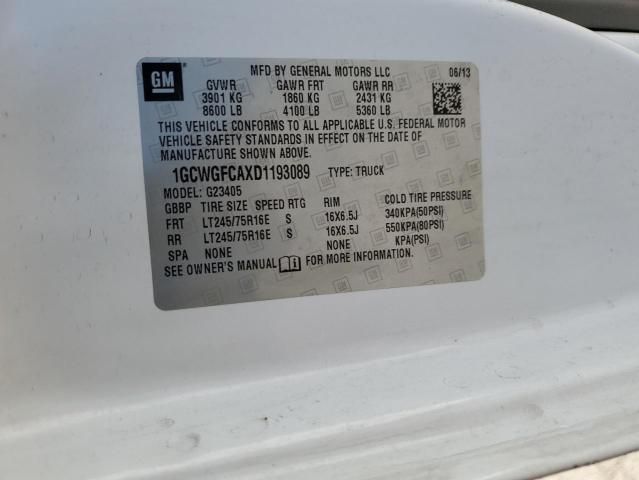 GM
MFD BY GENERAL MOTORS LLC 06/13
GVWR GAWR FRT GAWR RR
3901 KG 1860 KG 2431 KG
8600 LB 4100 LB 5360 LB
THIS VEHICLE CONFORMS TO ALL APPLICABLE U.S. FEDERAL MOTOR
VEHICLE SAFETY STANDARDS IN EFFECT ON THE DATE OF
MANUFACTURE SHOWN ABOVE.
1GCWGFCAXD1193089 TYPE: TRUCK
MODEL: G23405
GBBP TIRE SIZE SPEED RTG RIM COLD TIRE PRESSURE
FRT LT245/75R16E S 16X6.5J 340KPA(50PSI)
RR LT245/75R16E S 16X6.5J 550KPA(80PSI)
SPA NONE NONE KPA(PSI)
SEE OWNER'S MANUAL FOR MORE INFORMATION.